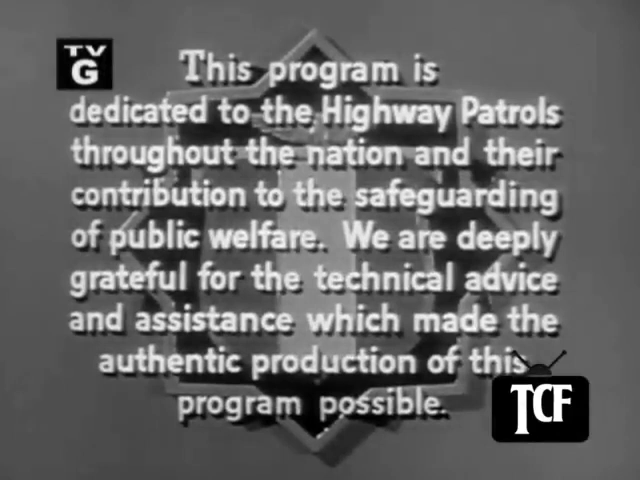 TV
G
This program is
dedicated to the Highway Patrols
throughout the nation and their
contribution to the safeguarding
of public welfare. We are deeply
grateful for the technical advice
and assistance which made the
authentic production of this
program possible.
TCF